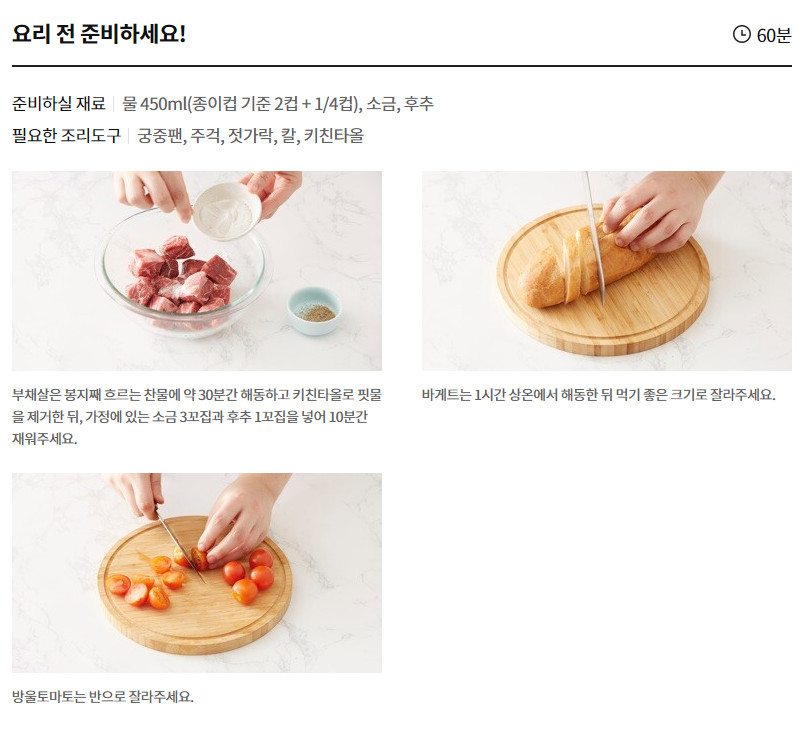 요리 전 준비하세요!
60분
준비하실 재료 | 물 450ml(종이컵 기준 2컵 + 1/4컵), 소금, 후추
필요한 조리도구 | 궁중팬, 주걱, 젓가락, 칼, 키친타올
부채살은 봉지째 흐르는 찬물에 약 30분간 해동하고 키친타올로 핏물
을 제거한 뒤, 가정에 있는 소금 3꼬집과 후추 1꼬집을 넣어 10분간
재워주세요.
바게트는 1시간 상온에서 해동한 뒤 먹기 좋은 크기로 잘라주세요.
방울토마토는 반으로 잘라주세요.